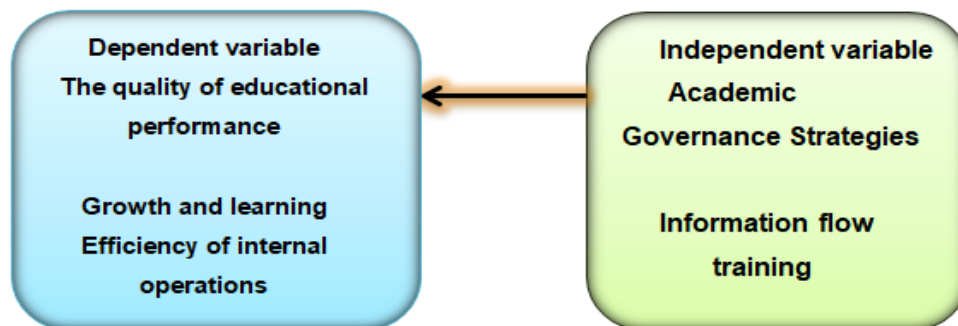 Dependent variable
The quality of educational
performance
Growth and learning
Efficiency of internal
operations
Independent variable
Academic
Governance Strategies
Information flow
training